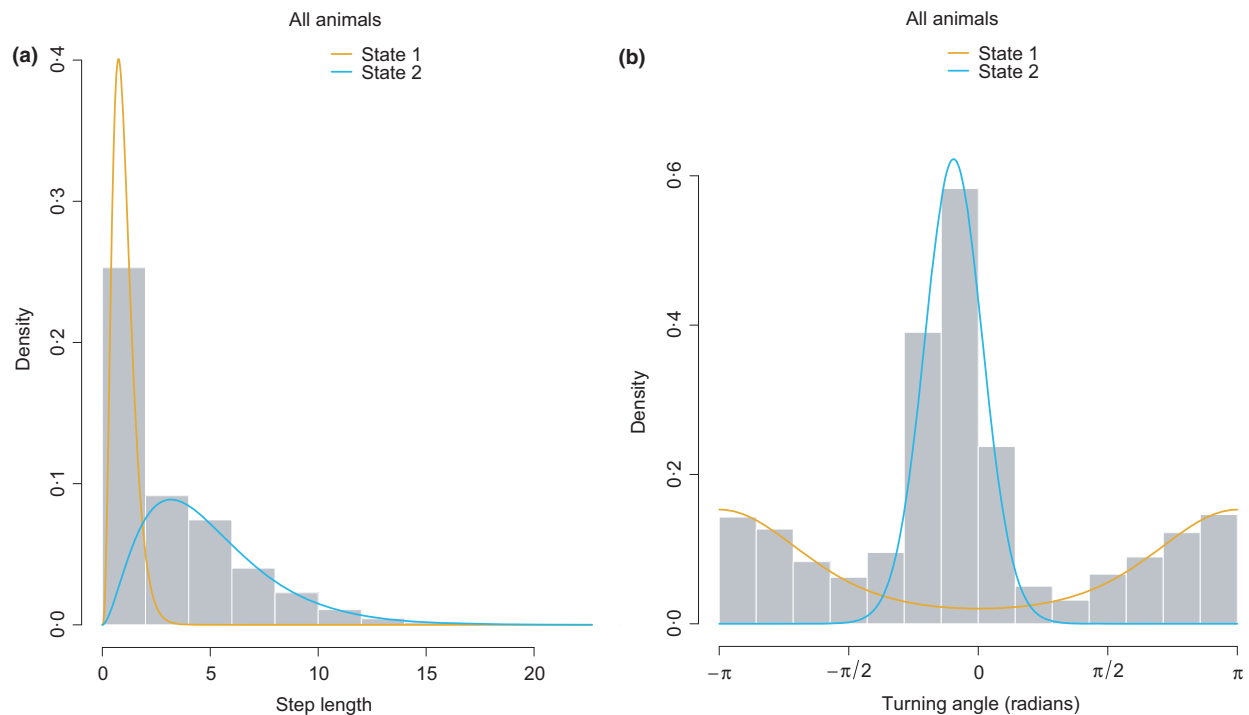 All animals
(a)
State 1
State 2
0·4
0·3
0·2
0·1
0·0
Density
0
5
10
15
20
Step length
All animals
(b)
State 1
State 2
0·6
0·4
0·2
0·0
Density
−π
−π/2
0
π/2
π
Turning angle (radians)